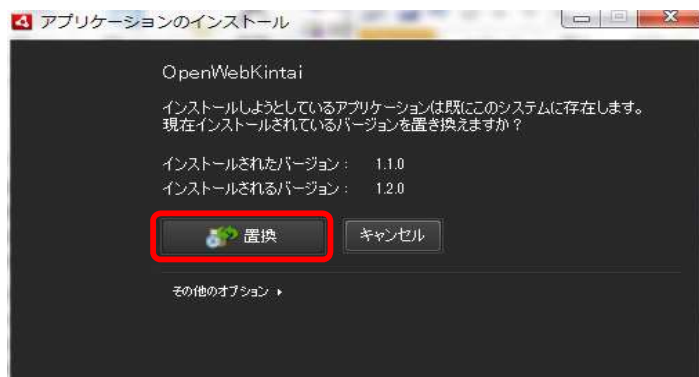 アプリケーションのインストール
OpenWebKintai
インストールしようとしているアプリケーションは既にこのシステムに存在します。
現在インストールされているバージョンを置き換えますか？
インストールされたバージョン： 1.1.0
インストールされるバージョン： 1.2.0
置換 キャンセル
その他のオプション